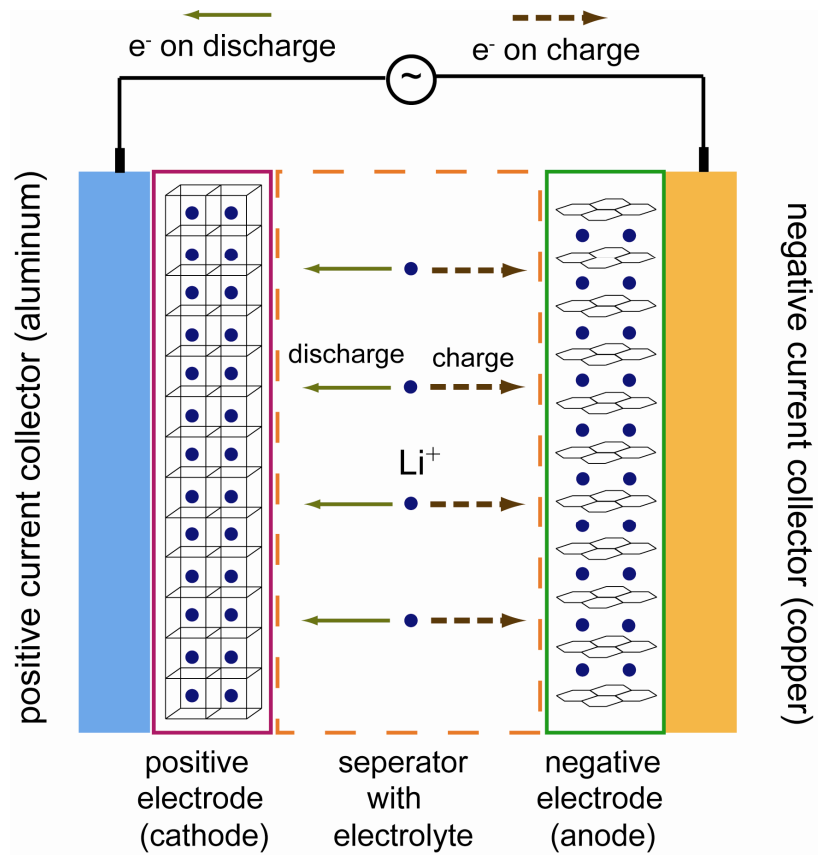 e⁻ on discharge
e⁻ on charge
~
positive current collector (aluminum)
negative current collector (copper)
discharge
charge
Li⁺
positive
electrode
(cathode)
seperator
with
electrolyte
negative
electrode
(anode)